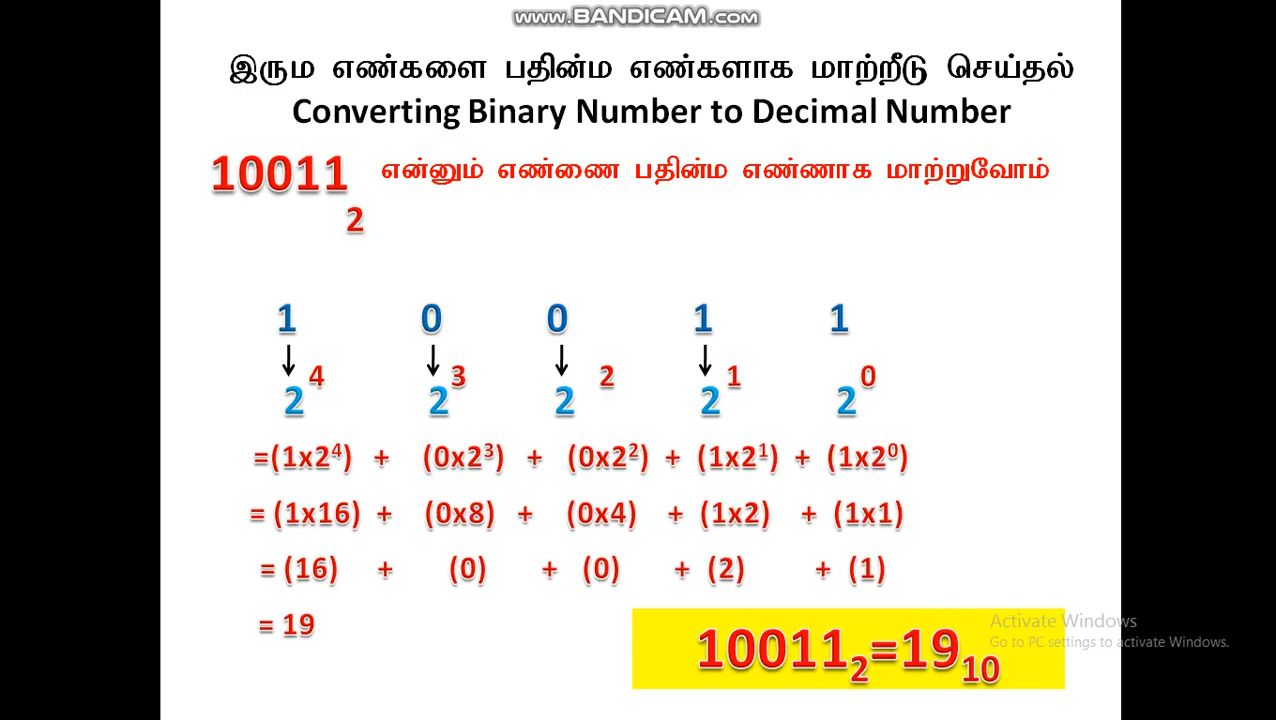 www.BANDICAM.com
இரும எண்களை பதின்ம எண்களாக மாற்றீடு செய்தல்
Converting Binary Number to Decimal Number
10011₂ என்னும் எண்ணை பதின்ம எண்ணாக மாற்றுவோம்
1 0 0 1 1
↓ ↓ ↓ ↓
2⁴ 2³ 2² 2¹ 2⁰
=(1x2⁴) + (0x2³) + (0x2²) + (1x2¹) + (1x2⁰)
= (1x16) + (0x8) + (0x4) + (1x2) + (1x1)
= (16) + (0) + (0) + (2) + (1)
= 19
10011₂=19₁₀
Activate Windows
Go to PC settings to activate Windows.